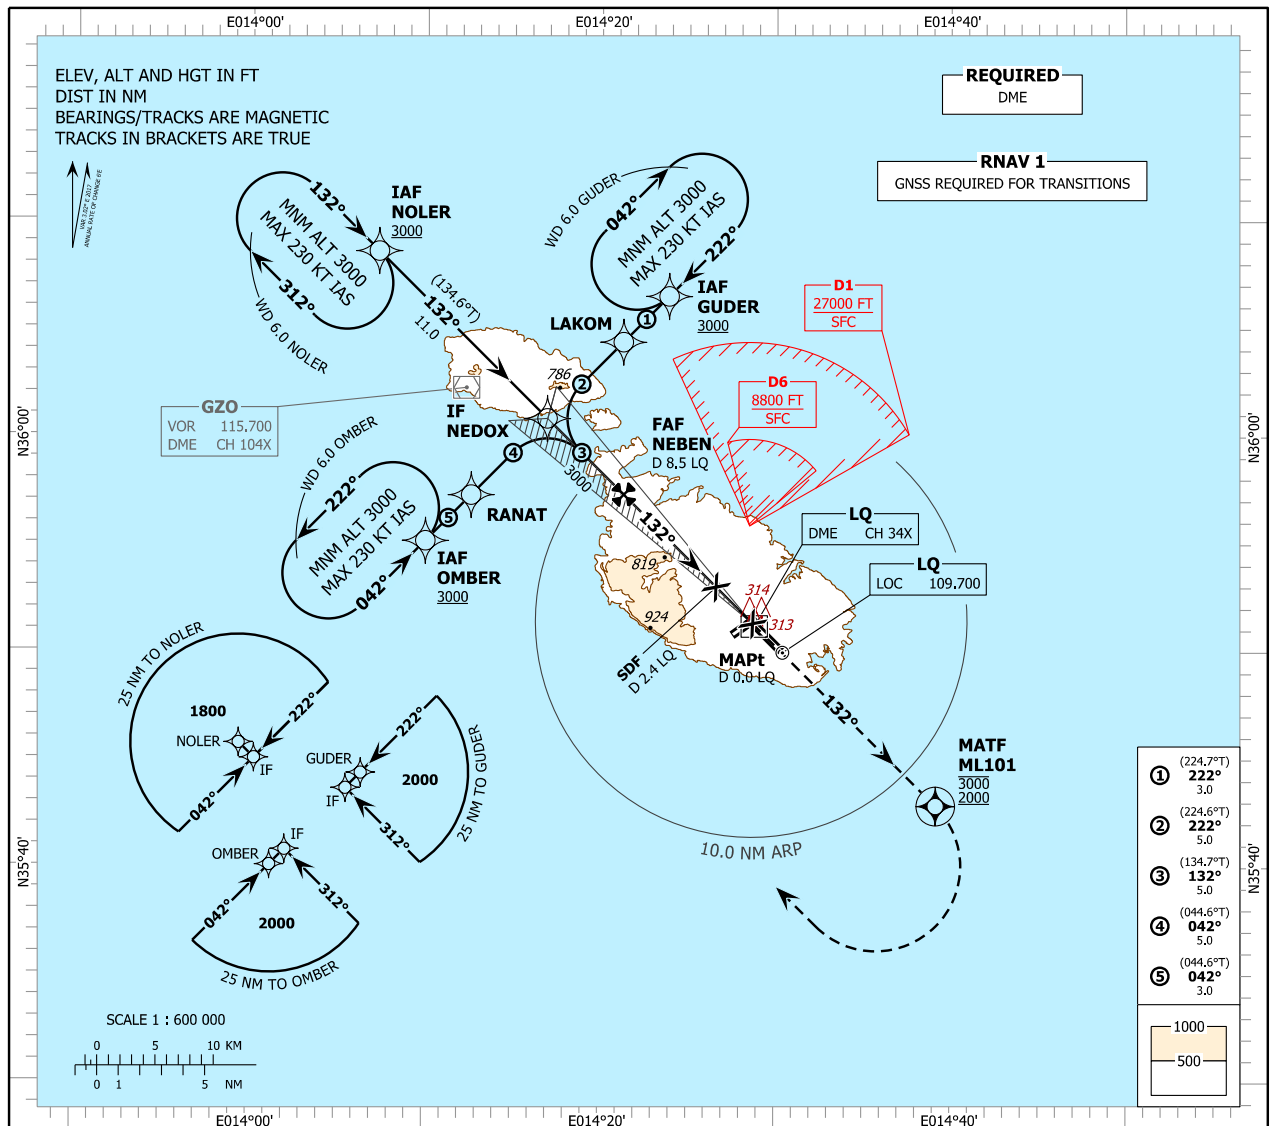 E014°00'
E014°20'
E014°40'
ELEV, ALT AND HGT IN FT
DIST IN NM
BEARINGS/TRACKS ARE MAGNETIC
TRACKS IN BRACKETS ARE TRUE
REQUIRED
DME
RNAV 1
GNSS REQUIRED FOR TRANSITIONS
ANNUAL RATE OF CHANGE 6'E
132°
MNM ALT 3000
MAX 230 KT IAS
312°
WD 6.0 NOLER
IAF
NOLER
3000
(134.6°T)
132°
11.0
WD 6.0 GUDER
042°
MNM ALT 3000
MAX 230 KT IAS
222°
IAF
GUDER
3000
LAKOM
1
2
D1
27000 FT
SFC
D6
8800 FT
SFC
786
GZO
VOR 115.700
DME CH 104X
IF
NEDOX
FAF
NEBEN
D 8.5 LQ
N36°00'
N36°00'
WD 6.0 OMBER
222°
MNM ALT 3000
MAX 230 KT IAS
042°
4
3
3000
RANAT
5
IAF
OMBER
3000
132°
LQ
DME CH 34X
LQ
LOC 109.700
819
924
314
313
SDF
D 2.4 LQ
MAPt
D 0.0 LQ
132°
MATF
ML101
3000
2000
10.0 NM ARP
25 NM TO NOLER
1800
NOLER
IF
222°
042°
GUDER
IF
222°
2000
312°
25 NM TO GUDER
OMBER
IF
042°
312°
2000
25 NM TO OMBER
N35°40'
N35°40'
1
(224.7°T)
222°
3.0
2
(224.6°T)
222°
5.0
3
(134.7°T)
132°
5.0
4
(044.6°T)
042°
5.0
5
(044.6°T)
042°
3.0
1000
500
SCALE 1 : 600 000
0 5 10 KM
0 1 5 NM
E014°00'
E014°20'
E014°40'